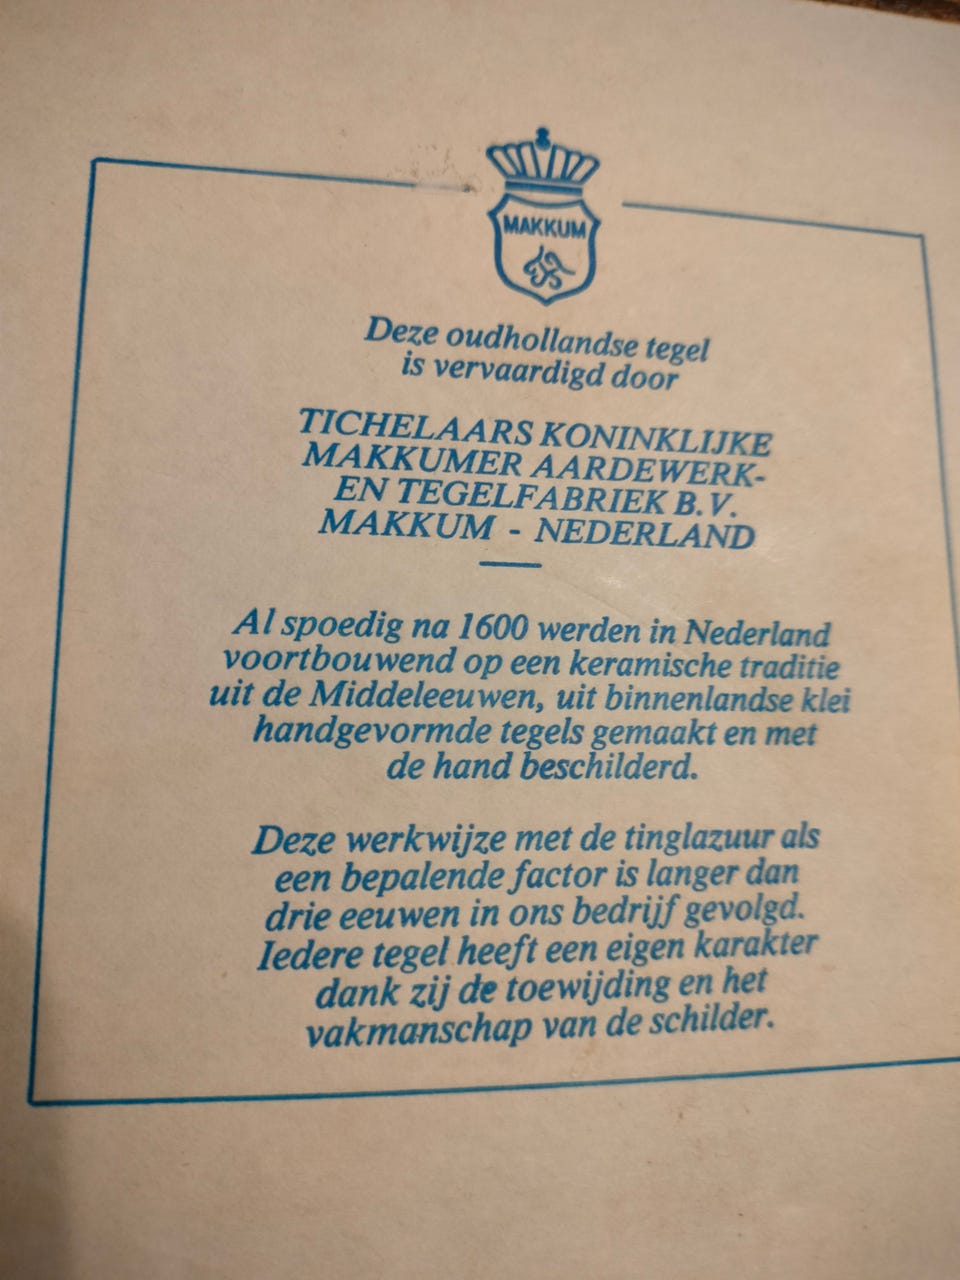 MAKKUM
Deze oudhollandse tegel
is vervaardigd door
TICHELAARS KONINKLIJKE
MAKKUMER AARDEWERK-
EN TEGELFABRIEK B.V.
MAKKUM - NEDERLAND
Al spoedig na 1600 werden in Nederland
voortbouwend op een keramische traditie
uit de Middeleeuwen, uit binnenlandse klei
handgevormde tegels gemaakt en met
de hand beschilderd.
Deze werkwijze met de tinglazuur als
een bepalende factor is langer dan
drie eeuwen in ons bedrijf gevolgd.
Iedere tegel heeft een eigen karakter
dank zij de toewijding en het
vakmanschap van de schilder.